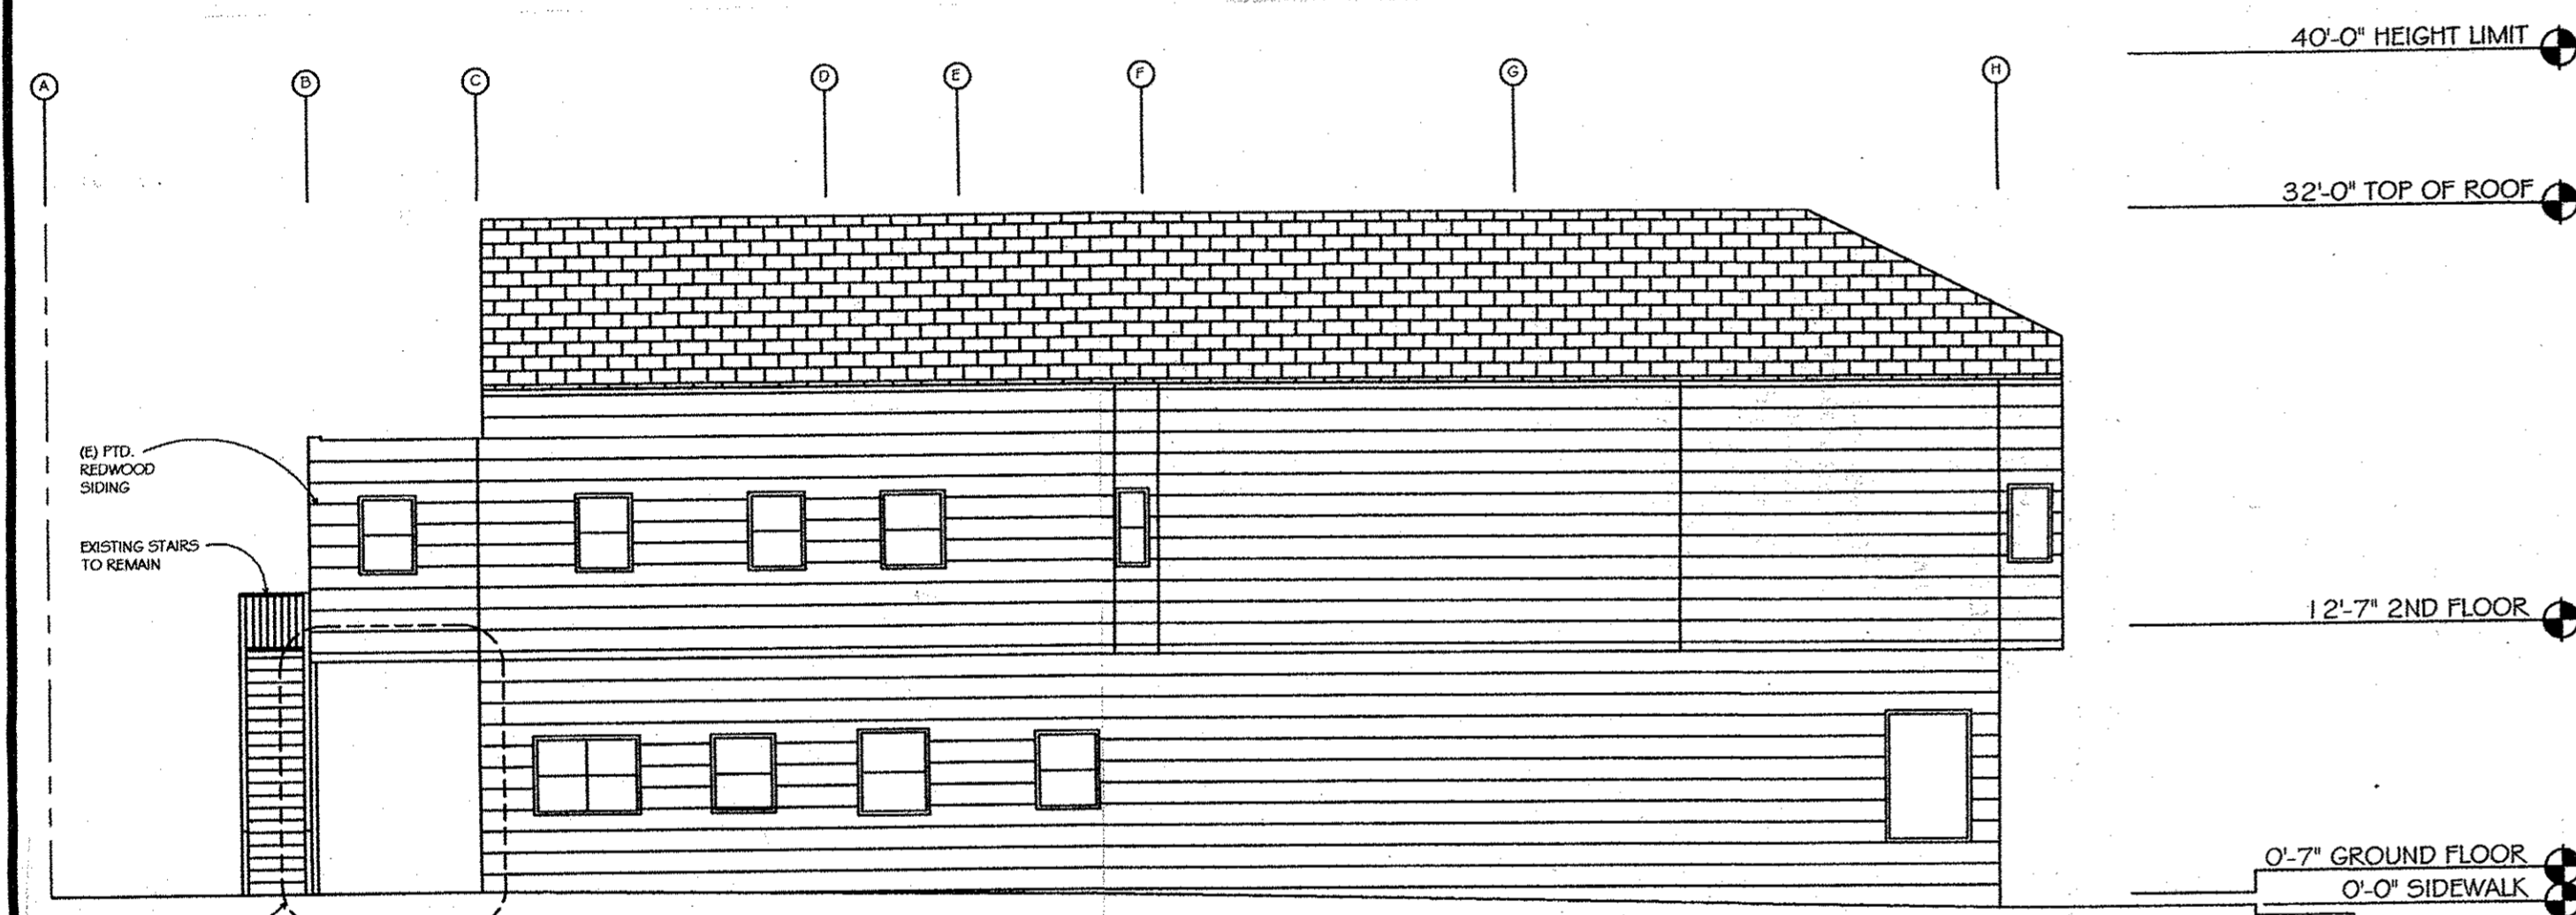 40'-0" HEIGHT LIMIT
A
B
C
D
E
F
G
H
32'-0" TOP OF ROOF
(E) PTD.
REDWOOD
SIDING
EXISTING STAIRS
TO REMAIN
12'-7" 2ND FLOOR
0'-7" GROUND FLOOR
0'-0" SIDEWALK